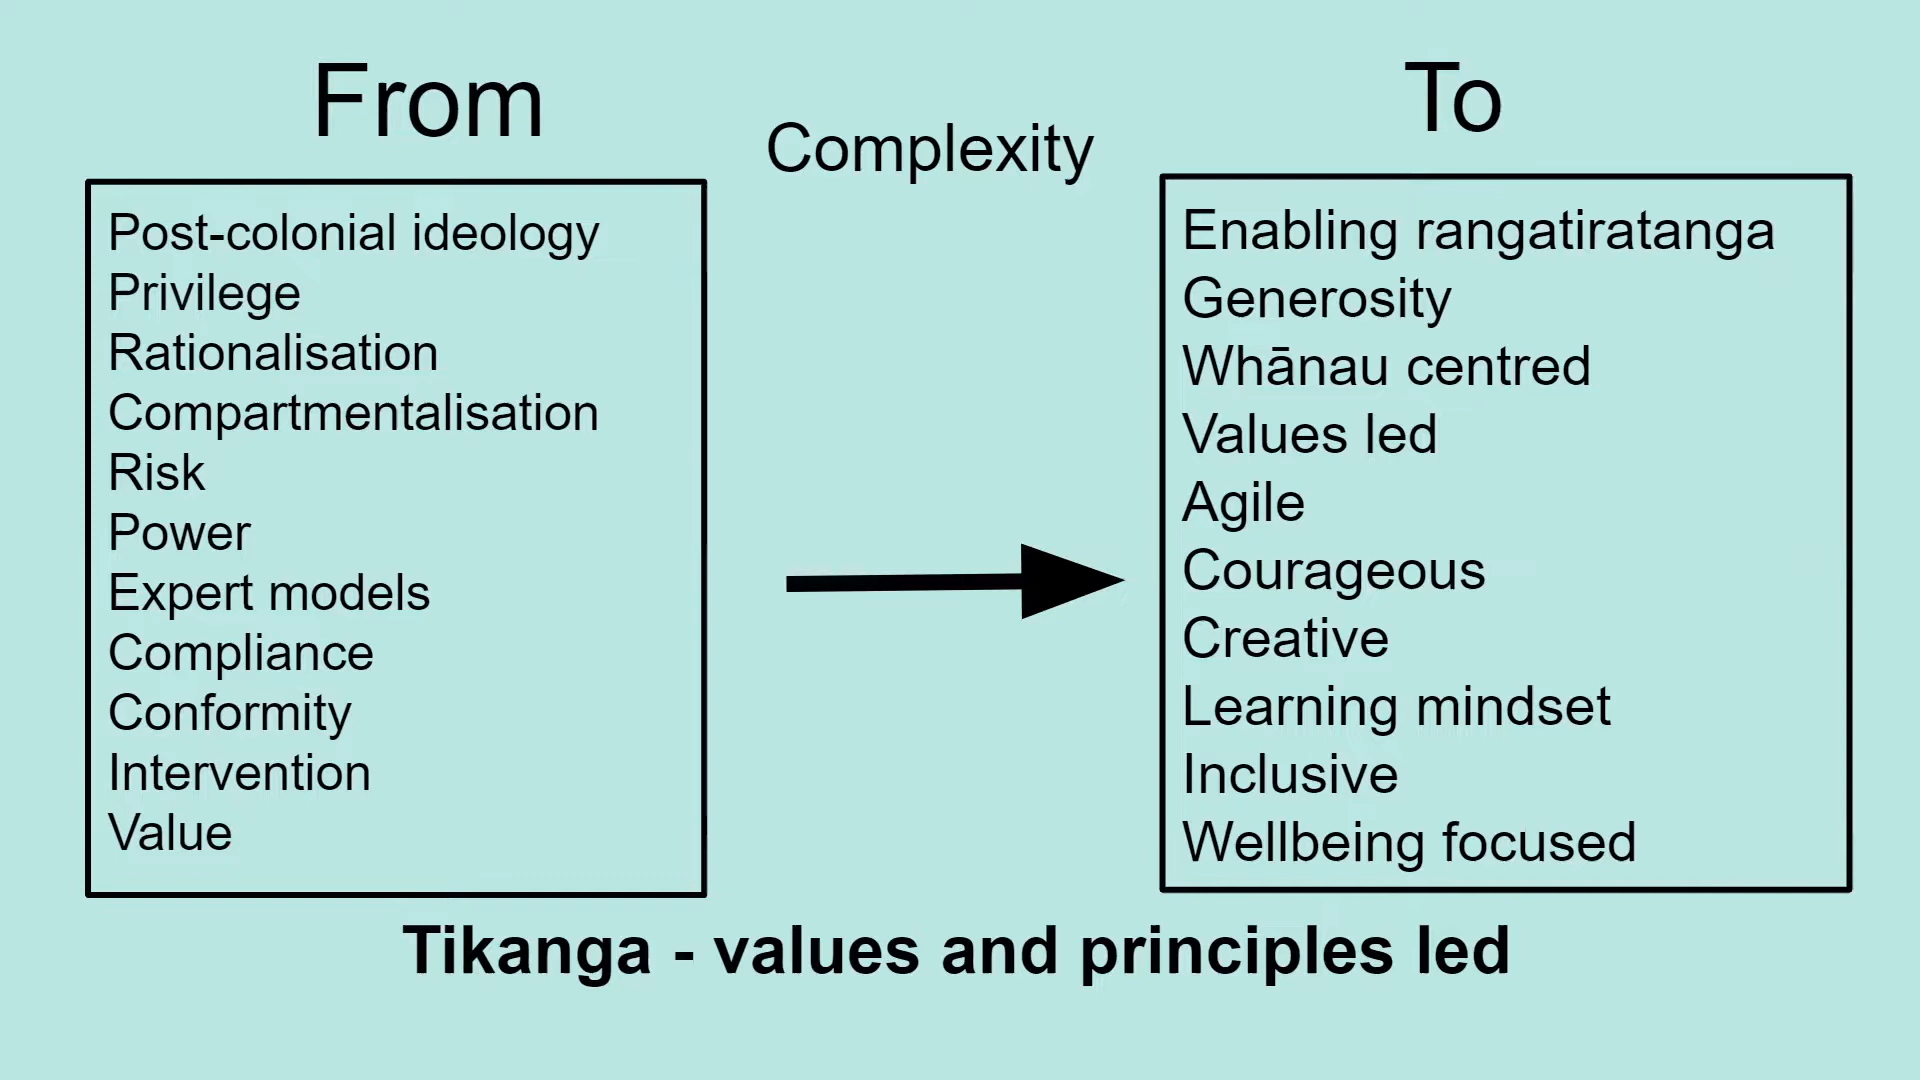 From
Complexity
To
Post-colonial ideology
Privilege
Rationalisation
Compartmentalisation
Risk
Power
Expert models
Compliance
Conformity
Intervention
Value
Enabling rangatiratanga
Generosity
Whānau centred
Values led
Agile
Courageous
Creative
Learning mindset
Inclusive
Wellbeing focused
Tikanga - values and principles led